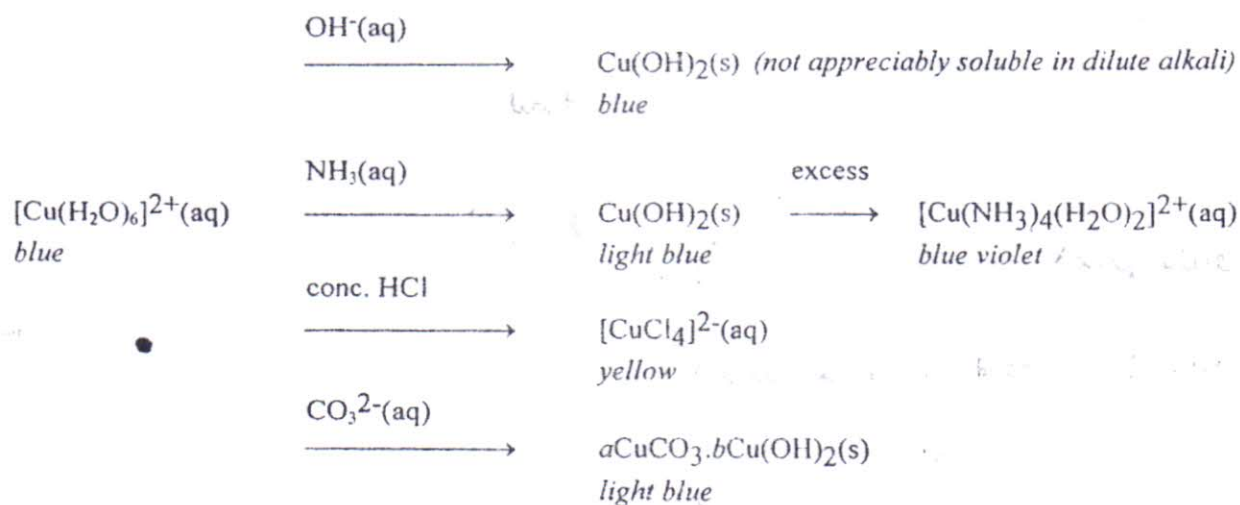 OH⁻(aq)
Cu(OH)₂(s) (not appreciably soluble in dilute alkali)
blue
NH₃(aq) excess
[Cu(H₂O)₆]²⁺(aq) Cu(OH)₂(s) [Cu(NH₃)₄(H₂O)₂]²⁺(aq)
blue light blue blue violet
conc. HCl
[CuCl₄]²⁻(aq)
yellow
CO₃²⁻(aq)
aCuCO₃.bCu(OH)₂(s)
light blue